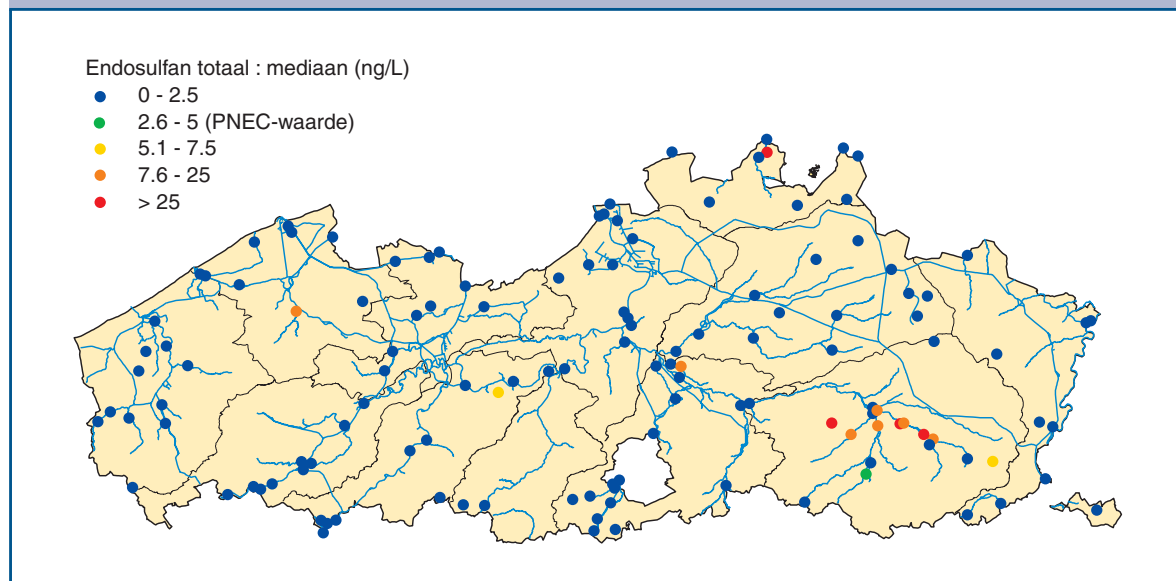 Endosulfan totaal : mediaan (ng/L)
0 - 2.5
2.6 - 5 (PNEC-waarde)
5.1 - 7.5
7.6 - 25
> 25